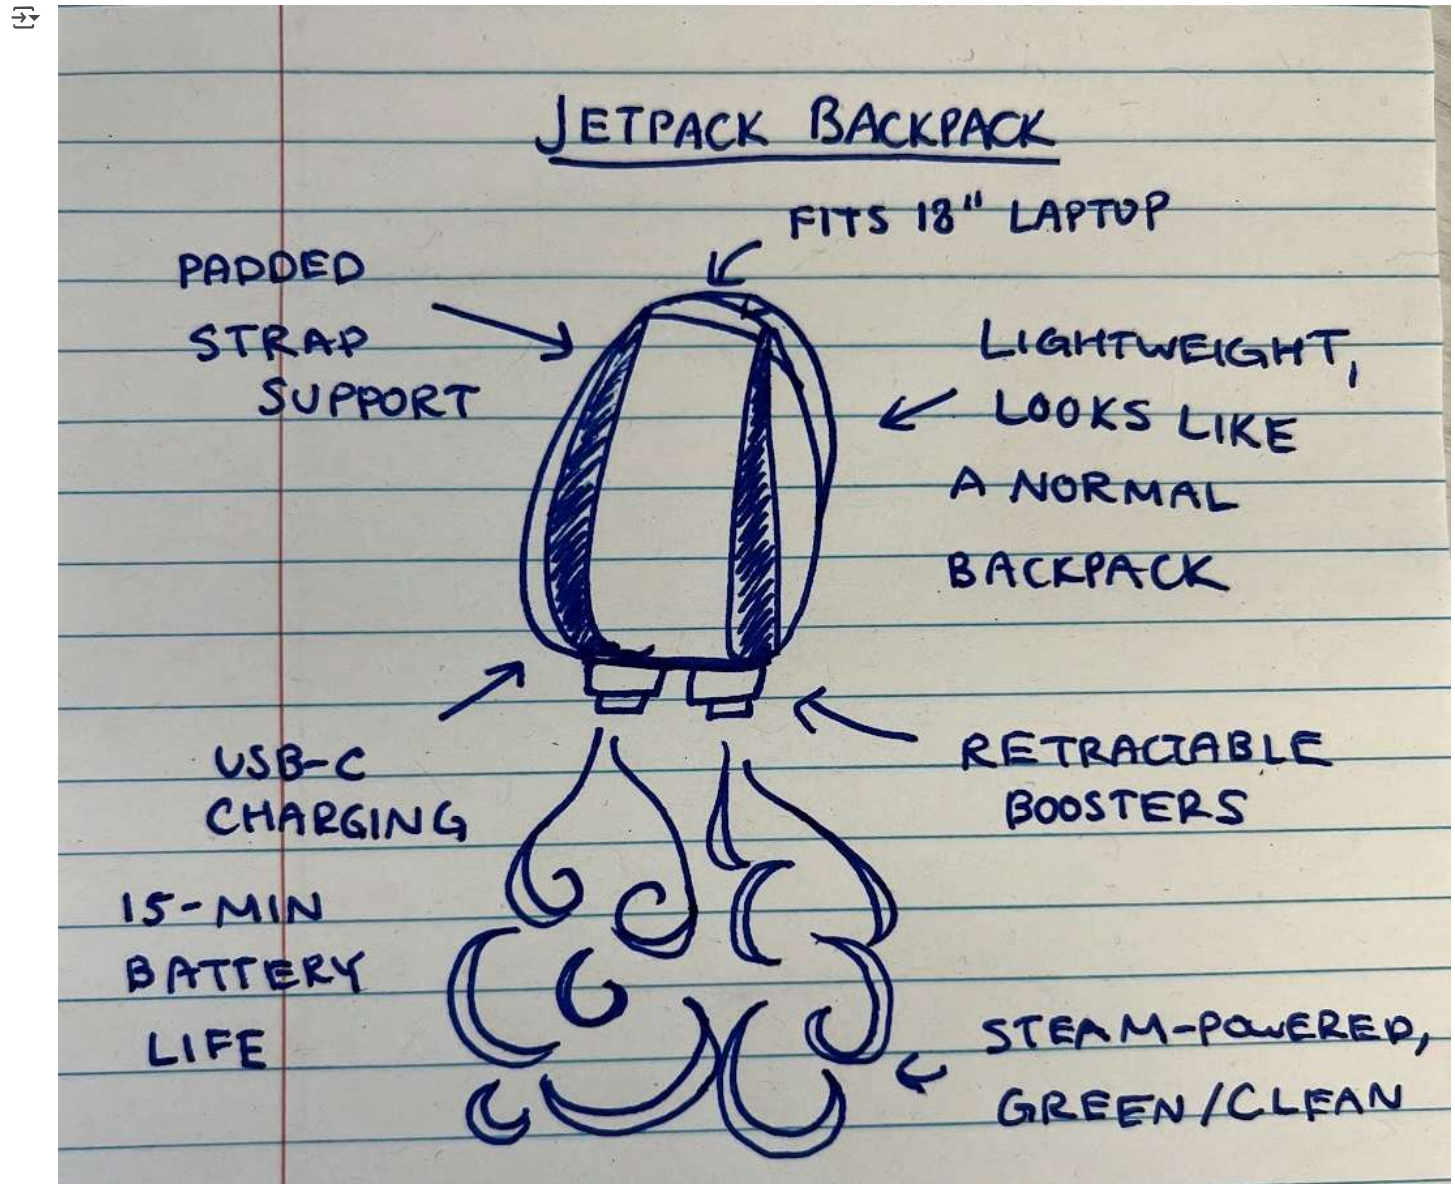 JETPACK BACKPACK
FITS 18" LAPTOP
PADDED
STRAP
SUPPORT
LIGHTWEIGHT,
LOOKS LIKE
A NORMAL
BACKPACK
USB-C
CHARGING
RETRACTABLE
BOOSTERS
15-MIN
BATTERY
LIFE
STEAM-POWERED,
GREEN/CLEAN